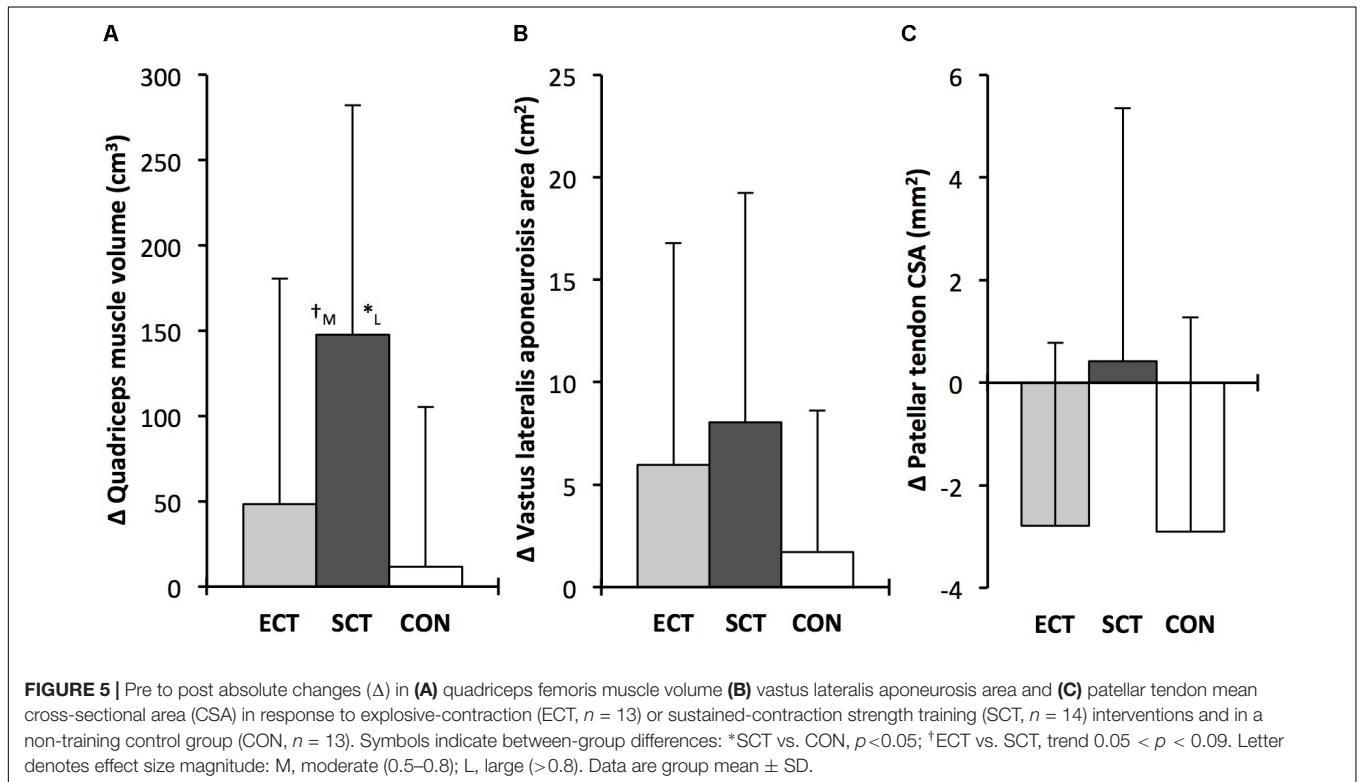 A
Δ Quadriceps muscle volume (cm³)
300
250
200
150
100
50
0
†M *L
ECT SCT CON
B
Δ Vastus lateralis aponeuroisis area (cm²)
25
20
15
10
5
0
ECT SCT CON
C
Δ Patellar tendon CSA (mm²)
6
4
2
0
-2
-4
ECT SCT CON
FIGURE 5 | Pre to post absolute changes (Δ) in (A) quadriceps femoris muscle volume (B) vastus lateralis aponeurosis area and (C) patellar tendon mean
cross-sectional area (CSA) in response to explosive-contraction (ECT, n = 13) or sustained-contraction strength training (SCT, n = 14) interventions and in a
non-training control group (CON, n = 13). Symbols indicate between-group differences: *SCT vs. CON, p<0.05; †ECT vs. SCT, trend 0.05 < p < 0.09. Letter
denotes effect size magnitude: M, moderate (0.5–0.8); L, large (>0.8). Data are group mean ± SD.